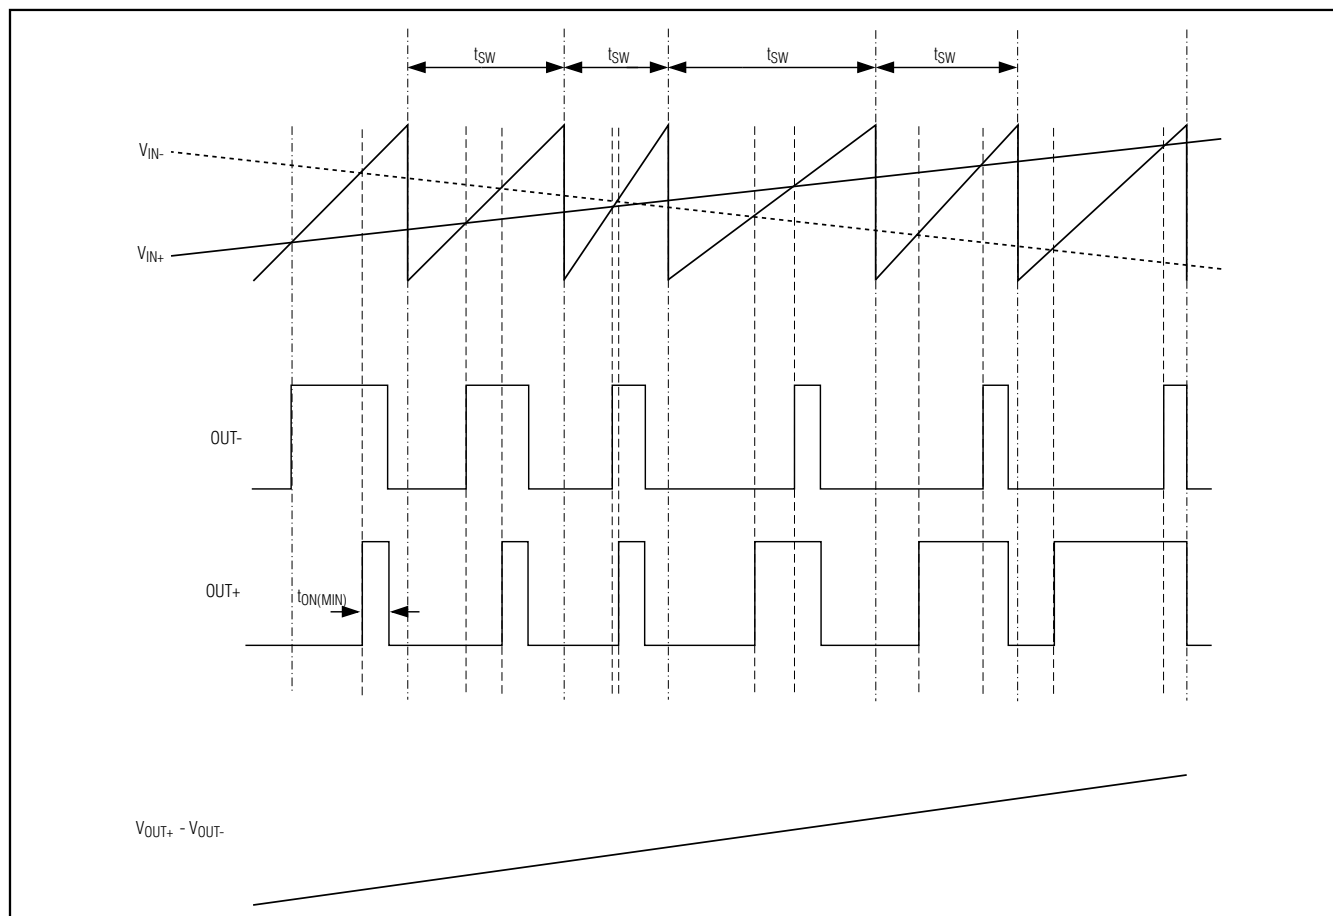 tSW tSW tSW tSW
VIN-
VIN+
OUT-
OUT+
tON(MIN)
VOUT+ - VOUT-